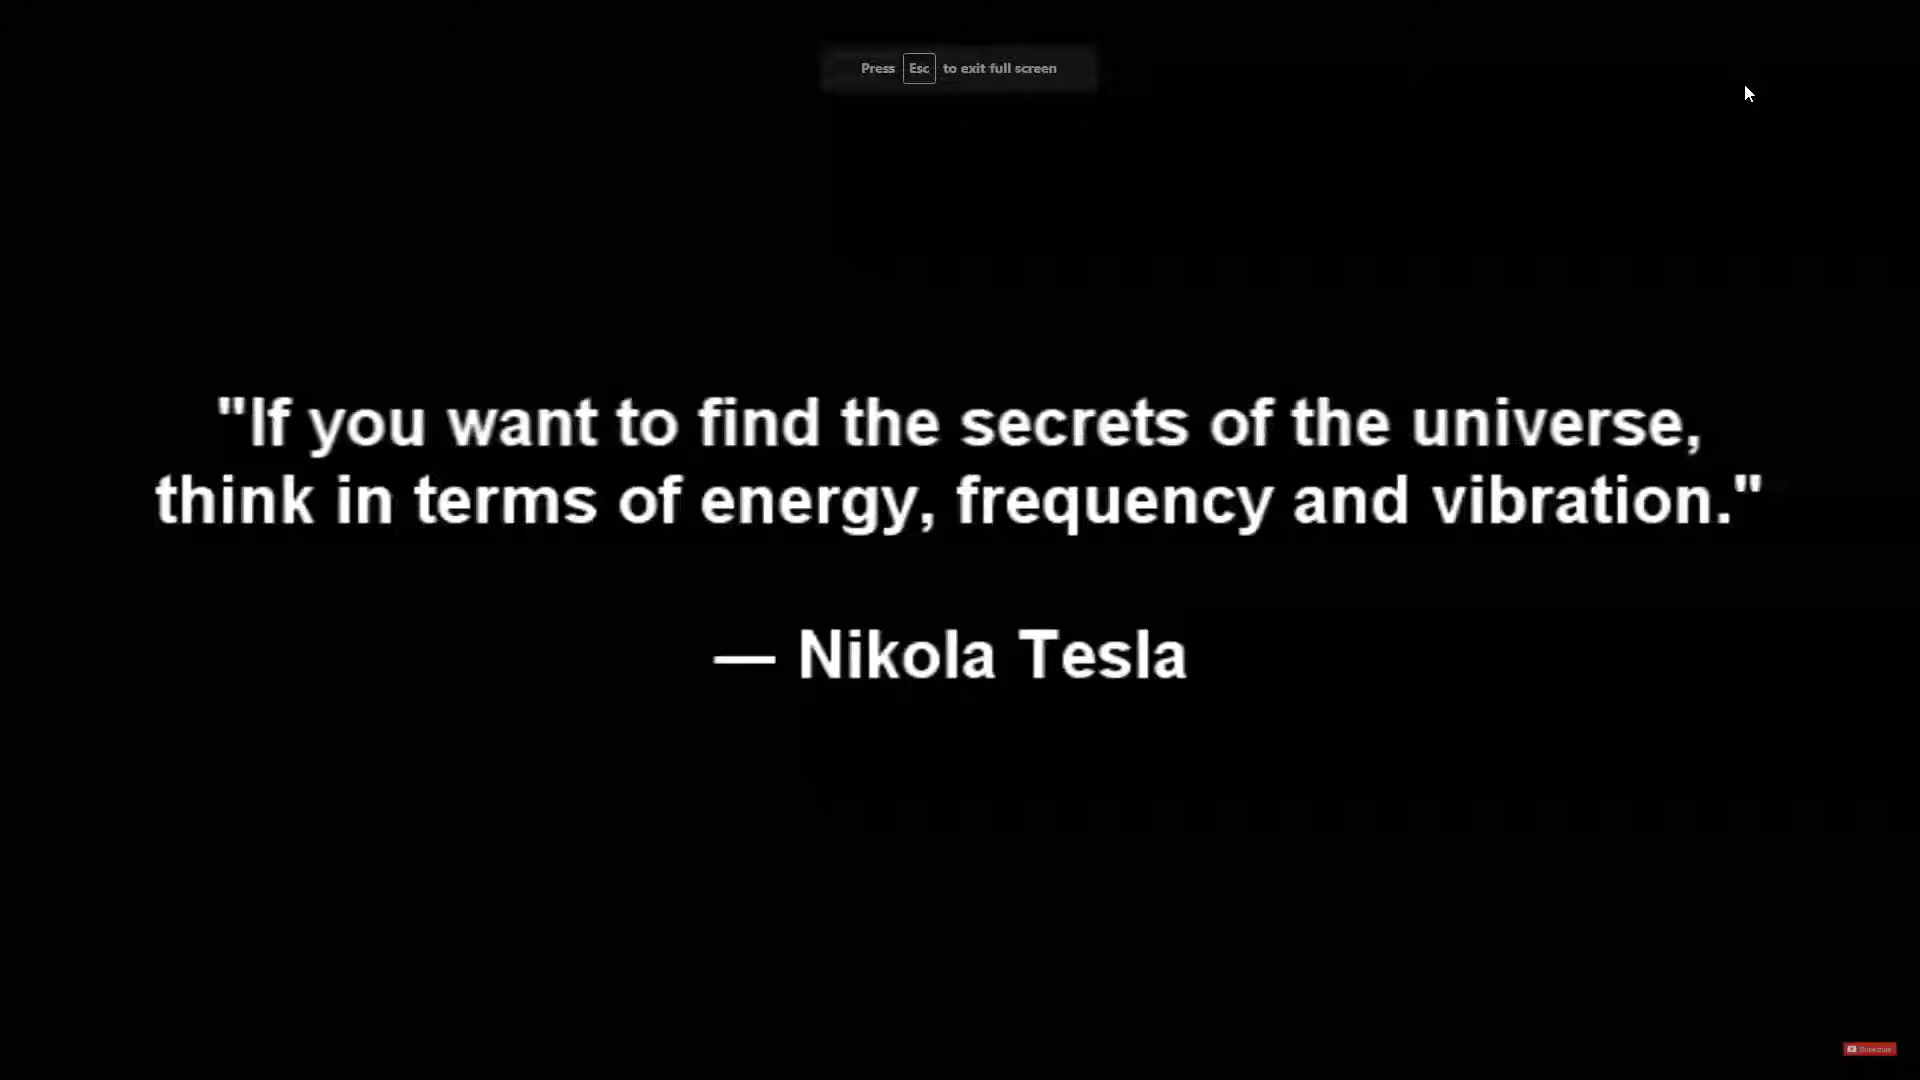 Press Esc to exit full screen
"If you want to find the secrets of the universe,
think in terms of energy, frequency and vibration."
— Nikola Tesla